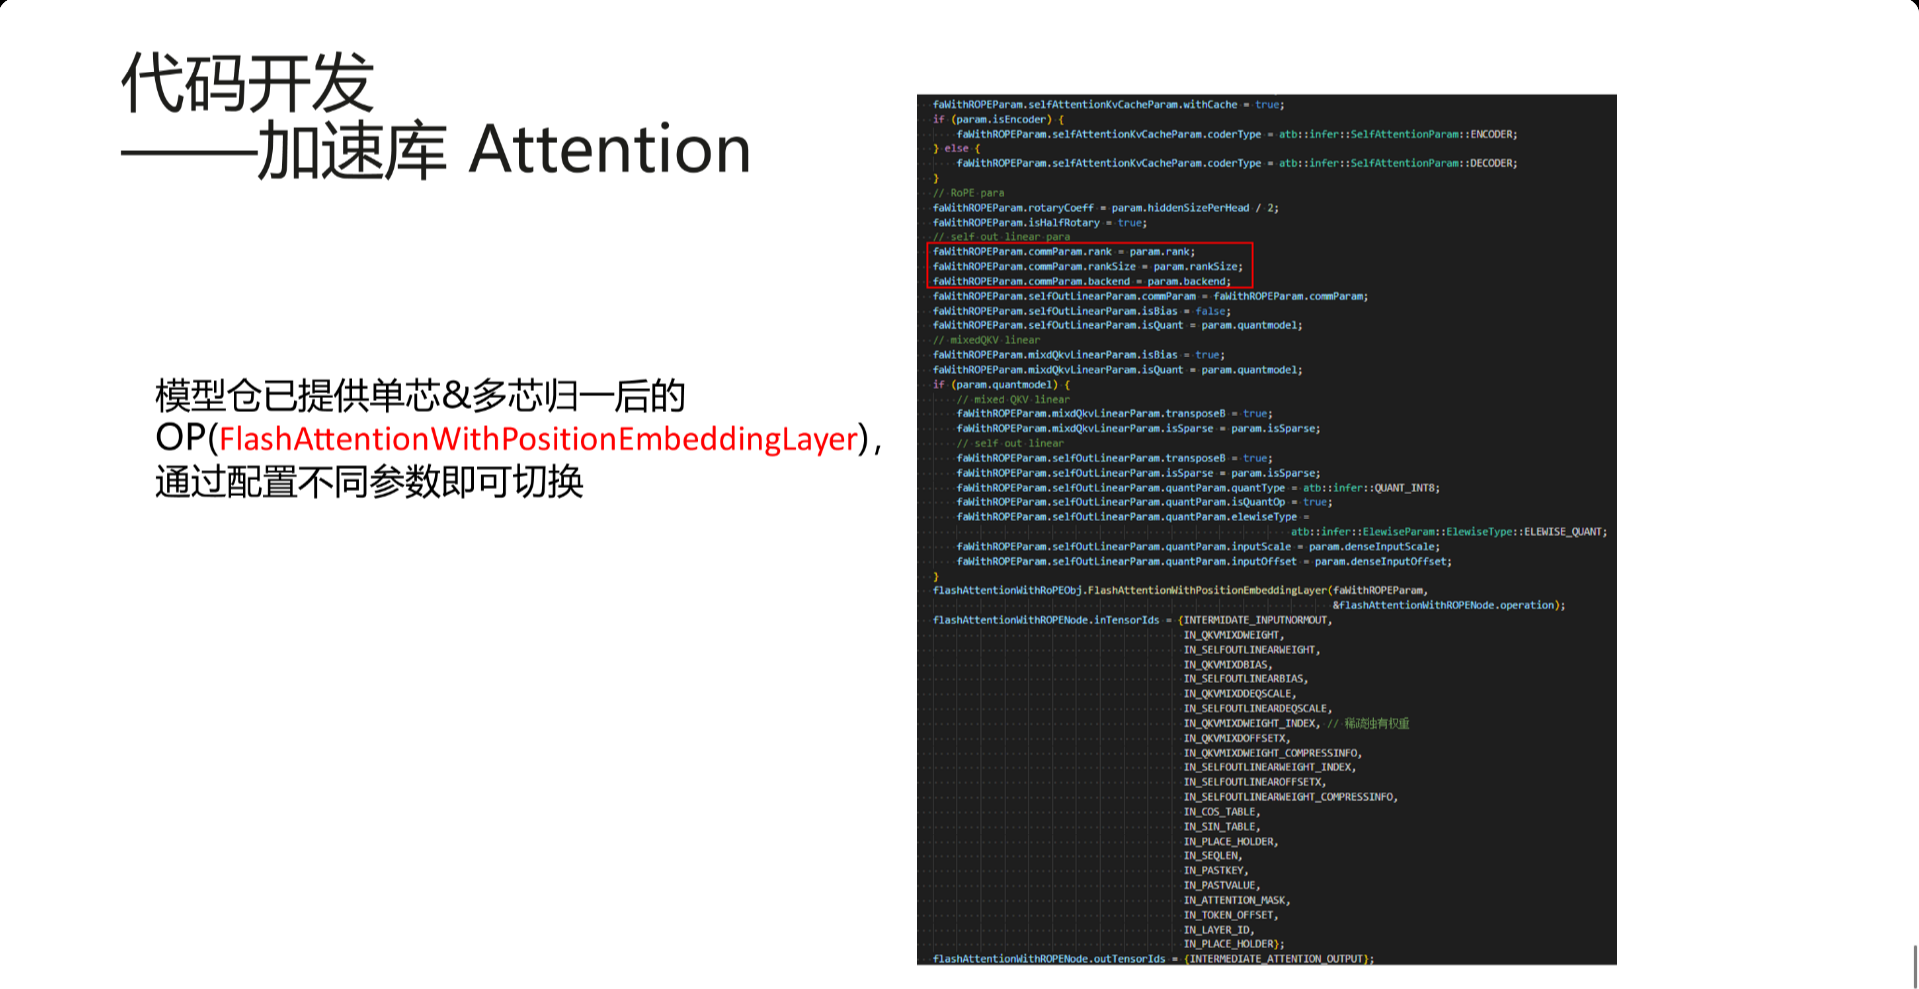 代码开发
——加速库 Attention
模型仓已提供单芯&多芯归一后的
OP(FlashAttentionWithPositionEmbeddingLayer),
通过配置不同参数即可切换
faWithROPEParam.selfAttentionKvCacheParam.withCache = true;
if (param.isEncoder) {
faWithROPEParam.selfAttentionKvCacheParam.coderType = atb::infer::SelfAttentionParam::ENCODER;
} else {
faWithROPEParam.selfAttentionKvCacheParam.coderType = atb::infer::SelfAttentionParam::DECODER;
}
// RoPE para
faWithROPEParam.rotaryCoeff = param.hiddenSizePerHead / 2;
faWithROPEParam.isHalfRotary = true;
// self out linear para
faWithROPEParam.commParam.rank = param.rank;
faWithROPEParam.commParam.rankSize = param.rankSize;
faWithROPEParam.commParam.backend = param.backend;
faWithROPEParam.selfOutLinearParam.commParam = faWithROPEParam.commParam;
faWithROPEParam.selfOutLinearParam.isBias = false;
faWithROPEParam.selfOutLinearParam.isQuant = param.quantmodel;
// mixedQKV linear
faWithROPEParam.mixdQkvLinearParam.isBias = true;
faWithROPEParam.mixdQkvLinearParam.isQuant = param.quantmodel;
if (param.quantmodel) {
// mixed QKV linear
faWithROPEParam.mixdQkvLinearParam.transposeB = true;
faWithROPEParam.mixdQkvLinearParam.isSparse = param.isSparse;
// self out linear
faWithROPEParam.selfOutLinearParam.transposeB = true;
faWithROPEParam.selfOutLinearParam.isSparse = param.isSparse;
faWithROPEParam.selfOutLinearParam.quantParam.quantType = atb::infer::QUANT_INT8;
faWithROPEParam.selfOutLinearParam.quantParam.isQuantOp = true;
faWithROPEParam.selfOutLinearParam.quantParam.elewiseType =
atb::infer::ElewiseParam::ElewiseType::ELEWISE_QUANT;
faWithROPEParam.selfOutLinearParam.quantParam.inputScale = param.denseInputScale;
faWithROPEParam.selfOutLinearParam.quantParam.inputOffset = param.denseInputOffset;
}
flashAttentionWithRoPEObj.FlashAttentionWithPositionEmbeddingLayer(faWithROPEParam,
&flashAttentionWithROPENode.operation);
flashAttentionWithROPENode.inTensorIds = {INTERMIDATE_INPUTNORMOUT,
IN_QKVMIXDWEIGHT,
IN_SELFOUTLINEARWEIGHT,
IN_QKVMIXDBIAS,
IN_SELFOUTLINEARBIAS,
IN_QKVMIXDDEQSCALE,
IN_SELFOUTLINEARDEQSCALE,
IN_QKVMIXDWEIGHT_INDEX, // 稀疏独有权重
IN_QKVMIXDOFFSETX,
IN_QKVMIXDWEIGHT_COMPRESSINFO,
IN_SELFOUTLINEARWEIGHT_INDEX,
IN_SELFOUTLINEAROFFSETX,
IN_SELFOUTLINEARWEIGHT_COMPRESSINFO,
IN_COS_TABLE,
IN_SIN_TABLE,
IN_PLACE_HOLDER,
IN_SEQLEN,
IN_PASTKEY,
IN_PASTVALUE,
IN_ATTENTION_MASK,
IN_TOKEN_OFFSET,
IN_LAYER_ID,
IN_PLACE_HOLDER};
flashAttentionWithROPENode.outTensorIds = {INTERMEDIATE_ATTENTION_OUTPUT};